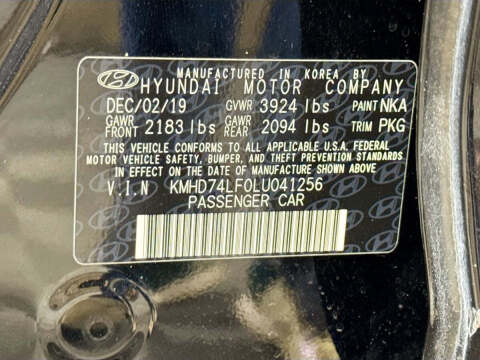 MANUFACTURED IN KOREA BY
HYUNDAI MOTOR COMPANY
DEC/02/19 GVWR 3924 lbs PAINT NKA
GAWR FRONT 2183 lbs GAWR REAR 2094 lbs TRIM PKG
THIS VEHICLE CONFORMS TO ALL APPLICABLE U.S.A. FEDERAL
MOTOR VEHICLE SAFETY, BUMPER, AND THEFT PREVENTION STANDARDS
IN EFFECT ON THE DATE OF MANUFACTURE SHOWN ABOVE.
V.I.N KMHD74LF0LU041256
PASSENGER CAR